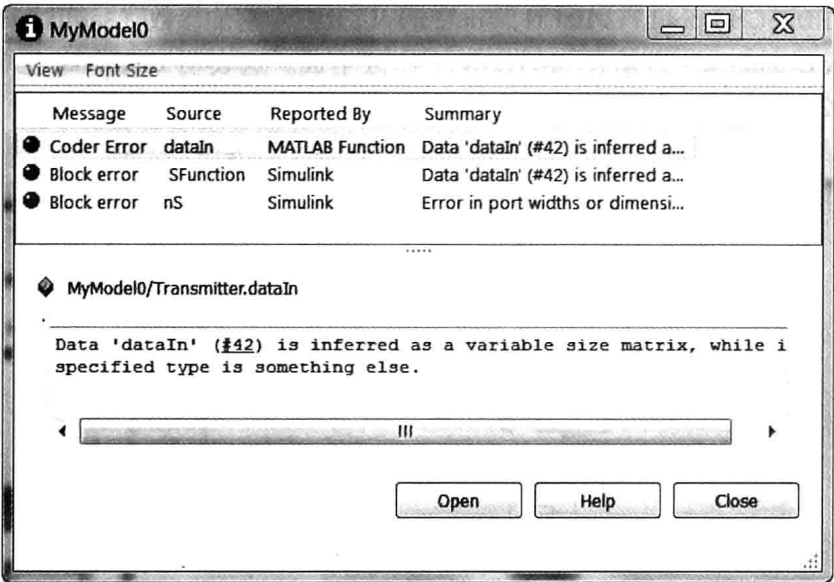 MyModel0
View Font Size
Message Source Reported By Summary
Coder Error dataIn MATLAB Function Data 'dataIn' (#42) is inferred a...
Block error SFunction Simulink Data 'dataIn' (#42) is inferred a...
Block error nS Simulink Error in port widths or dimensi...
MyModel0/Transmitter.dataIn
Data 'dataIn' (#42) is inferred as a variable size matrix, while i
specified type is something else.
Open Help Close